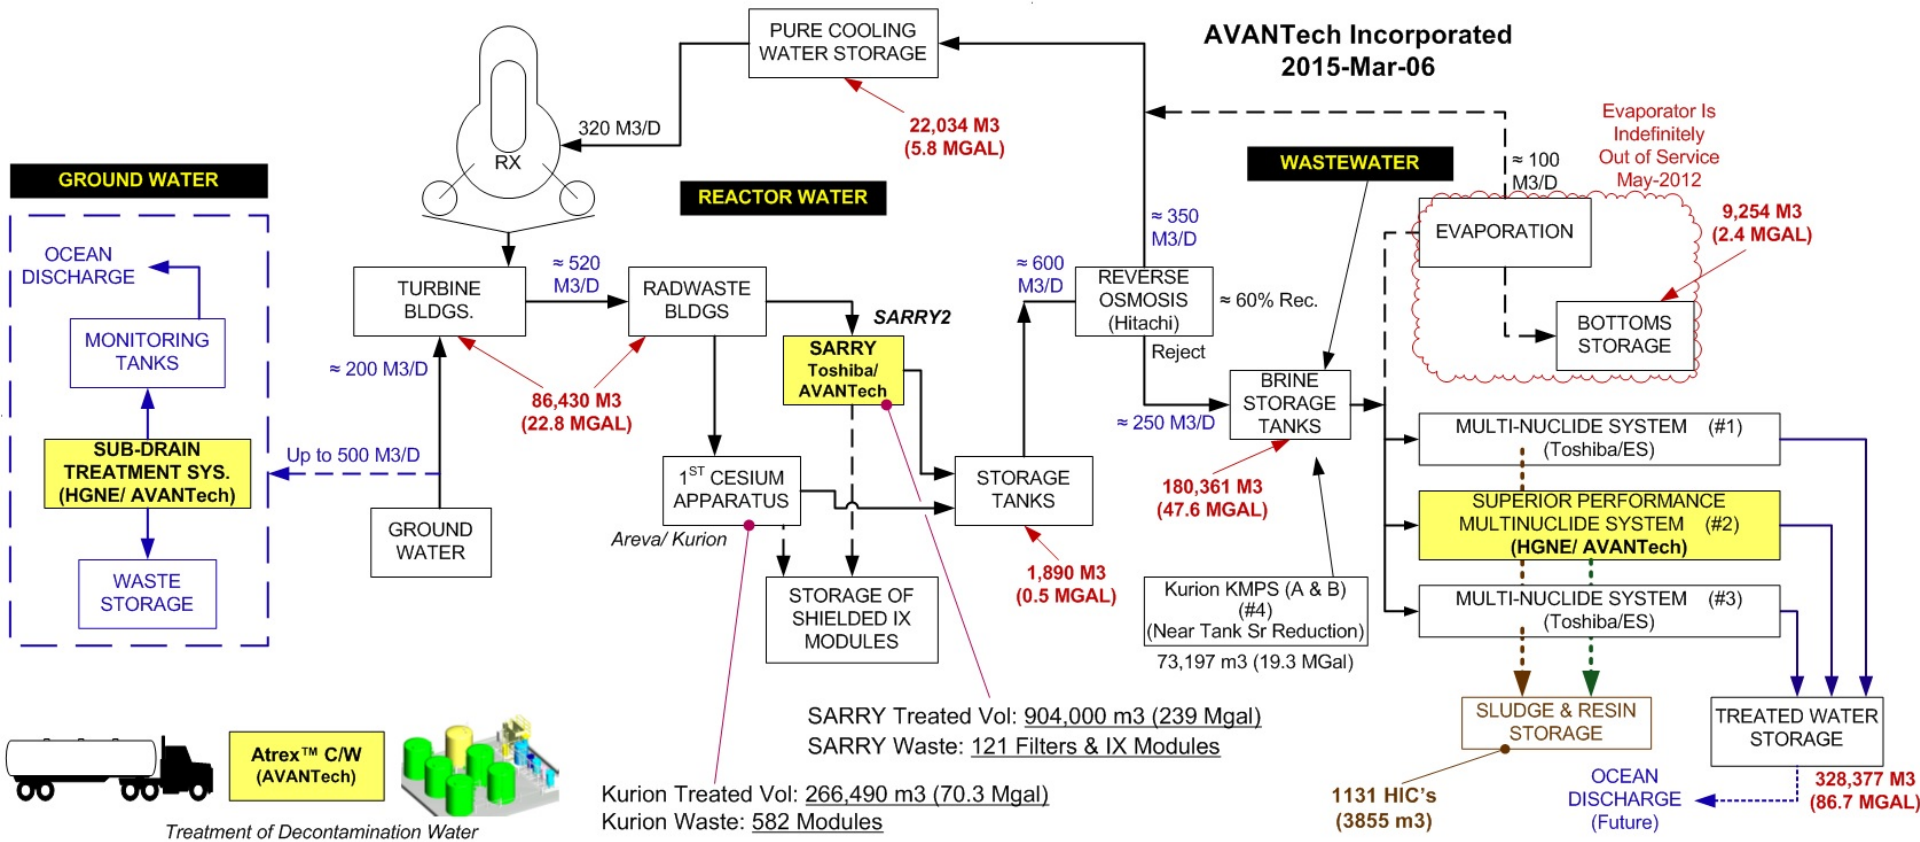 AVANTech Incorporated
2015-Mar-06
PURE COOLING
WATER STORAGE
22,034 M3
(5.8 MGAL)
320 M3/D
RX
GROUND WATER
REACTOR WATER
WASTEWATER
Evaporator Is
Indefinitely
Out of Service
May-2012
≈ 100
M3/D
9,254 M3
(2.4 MGAL)
EVAPORATION
BOTTOMS
STORAGE
OCEAN
DISCHARGE
MONITORING
TANKS
SUB-DRAIN
TREATMENT SYS.
(HGNE/ AVANTech)
WASTE
STORAGE
Up to 500 M3/D
≈ 200 M3/D
GROUND
WATER
TURBINE
BLDGS.
≈ 520
M3/D
RADWASTE
BLDGS
86,430 M3
(22.8 MGAL)
SARRY2
SARRY
Toshiba/
AVANTech
1ST CESIUM
APPARATUS
Areva/ Kurion
STORAGE OF
SHIELDED IX
MODULES
STORAGE
TANKS
1,890 M3
(0.5 MGAL)
≈ 600
M3/D
≈ 350
M3/D
REVERSE
OSMOSIS
(Hitachi)
≈ 60% Rec.
Reject
≈ 250 M3/D
BRINE
STORAGE
TANKS
180,361 M3
(47.6 MGAL)
Kurion KMPS (A & B)
(#4)
(Near Tank Sr Reduction)
73,197 m3 (19.3 MGal)
MULTI-NUCLIDE SYSTEM (#1)
(Toshiba/ES)
SUPERIOR PERFORMANCE
MULTINUCLIDE SYSTEM (#2)
(HGNE/ AVANTech)
MULTI-NUCLIDE SYSTEM (#3)
(Toshiba/ES)
SLUDGE & RESIN
STORAGE
1131 HIC's
(3855 m3)
TREATED WATER
STORAGE
328,377 M3
(86.7 MGAL)
OCEAN
DISCHARGE
(Future)
SARRY Treated Vol: 904,000 m3 (239 Mgal)
SARRY Waste: 121 Filters & IX Modules
Kurion Treated Vol: 266,490 m3 (70.3 Mgal)
Kurion Waste: 582 Modules
Atrex™ C/W
(AVANTech)
Treatment of Decontamination Water